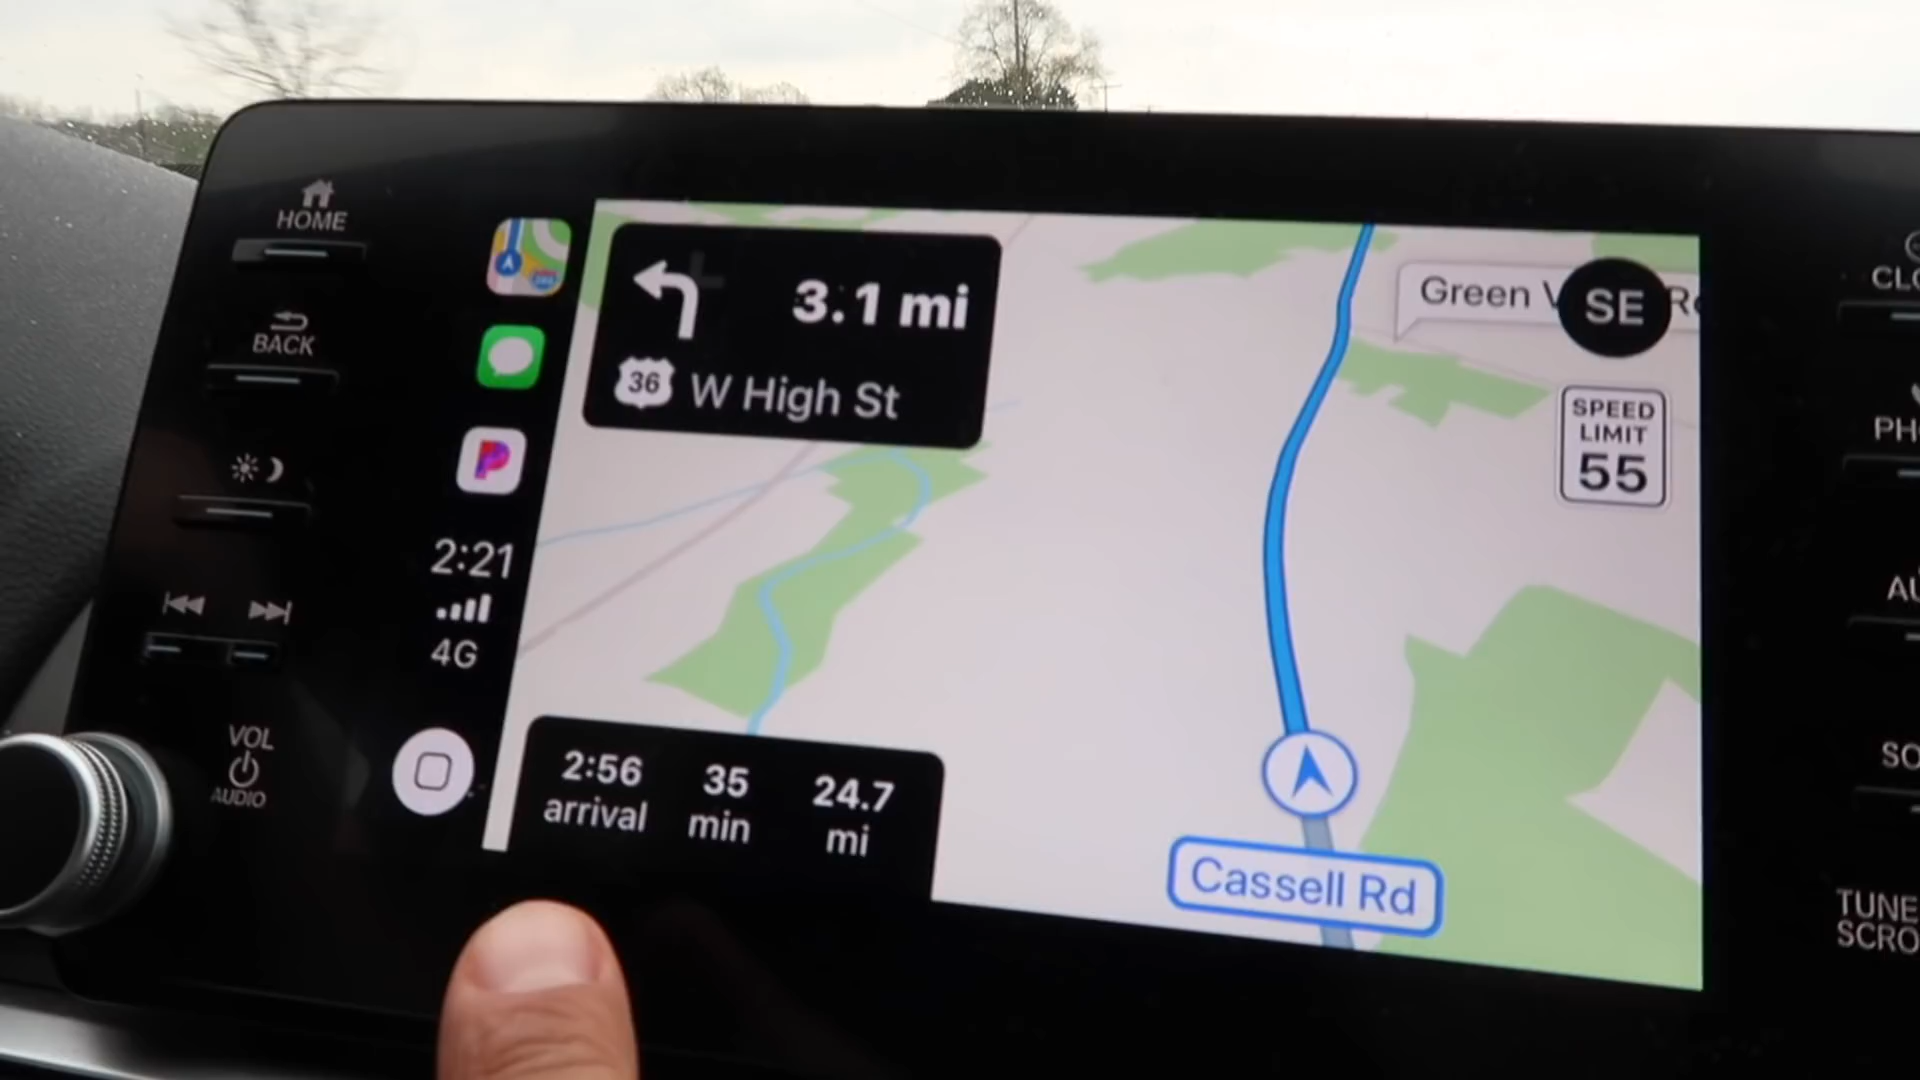 HOME
BACK
VOL
AUDIO
2:21
4G
3.1 mi
36 W High St
2:56 35 24.7
arrival min mi
Green
SE
SPEED
LIMIT
55
Cassell Rd
TUNE